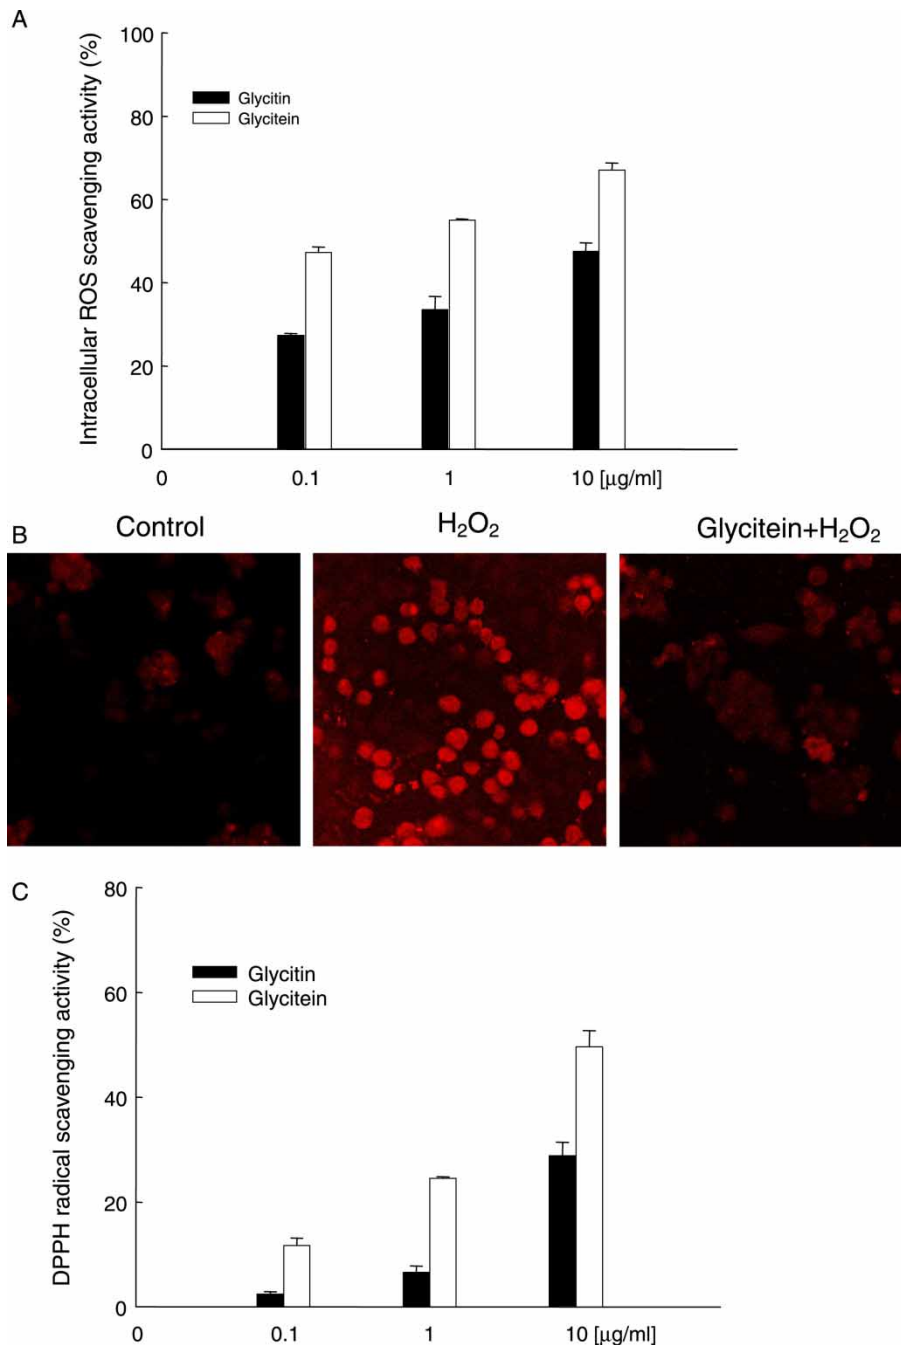 A
Intracellular ROS scavenging activity (%)
100
80
60
40
20
0
Glycitin
Glycitein
0 0.1 1 10 [μg/ml]
B
Control H₂O₂ Glycitein+H₂O₂
C
DPPH radical scavenging activity (%)
80
60
40
20
0
Glycitin
Glycitein
0 0.1 1 10 [μg/ml]